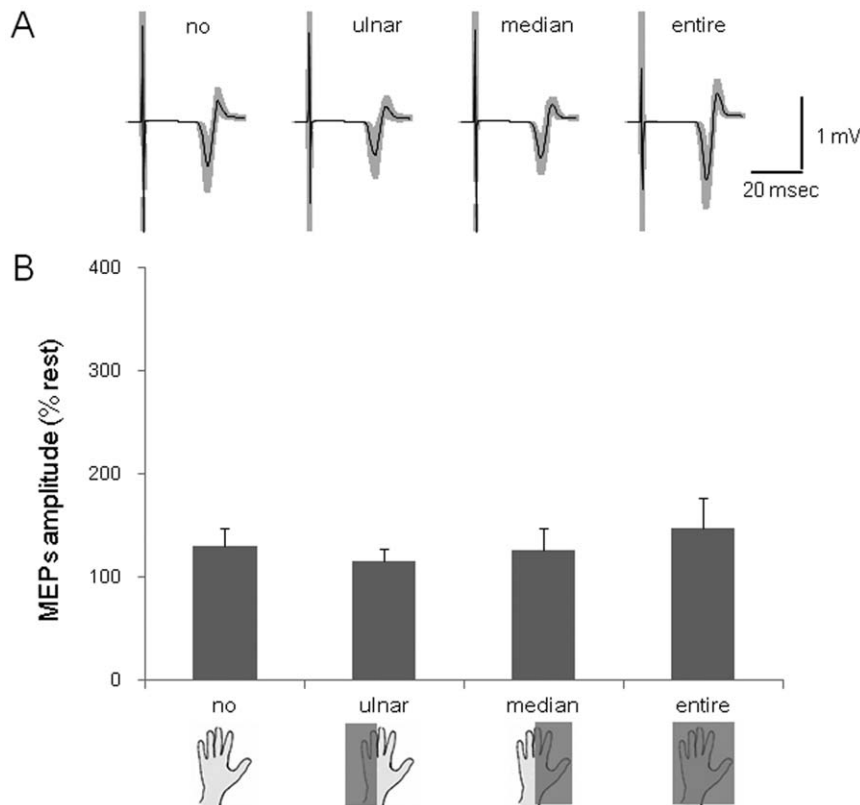 A
no ulnar median entire
1 mV
20 msec
B
MEPs amplitude (% rest)
400
300
200
100
0
no ulnar median entire